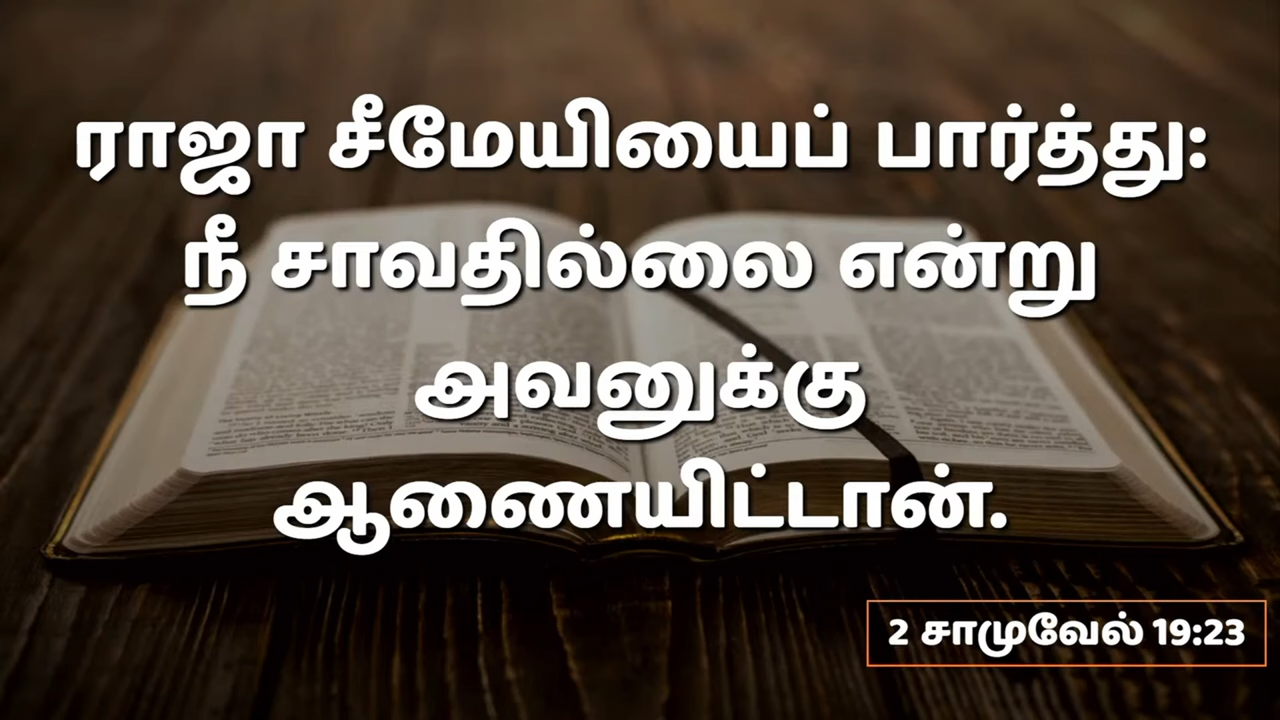 ராஜா சீமேயியைப் பார்த்து:
நீ சாவதில்லை என்று
அவனுக்கு
ஆணையிட்டான்.
2 சாமுவேல் 19:23